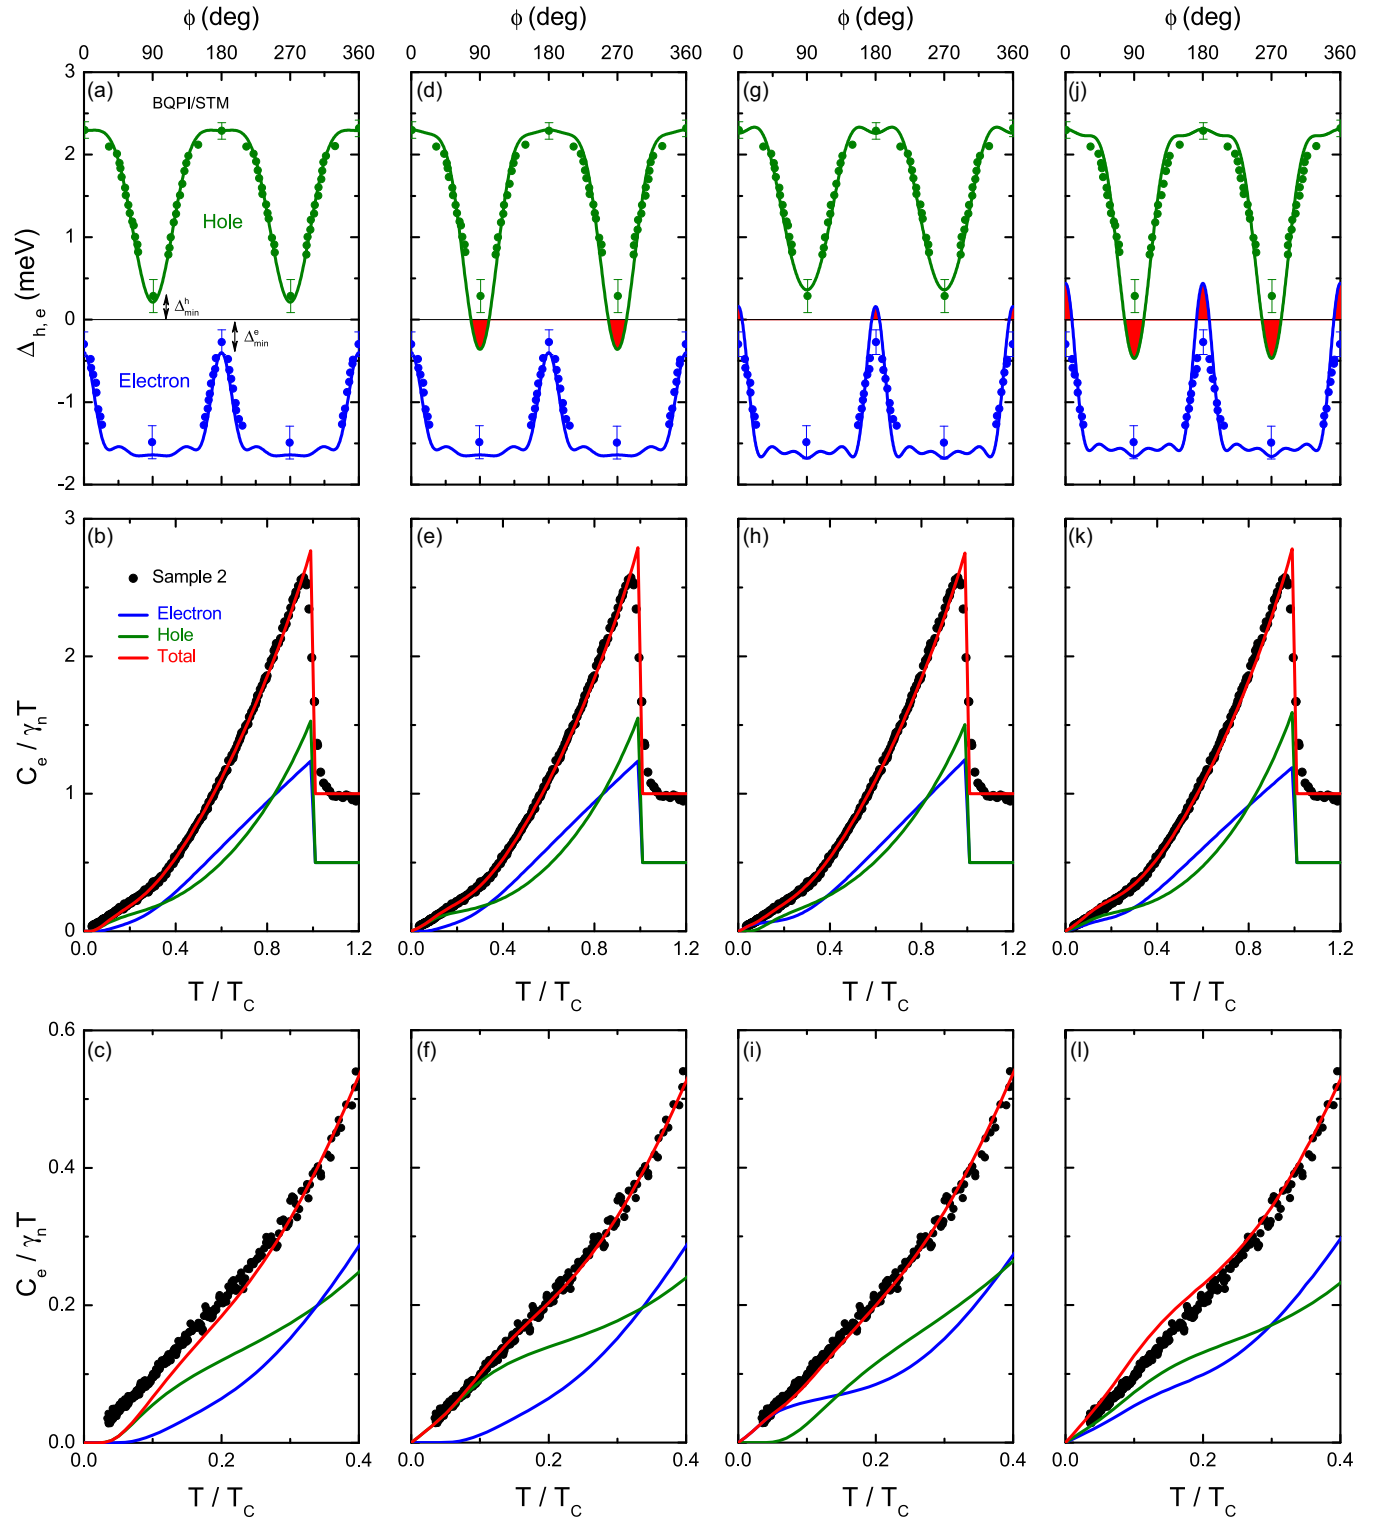 ϕ (deg) ϕ (deg) ϕ (deg) ϕ (deg)
0 90 180 270 360 0 90 180 270 360 0 90 180 270 360 0 90 180 270 360
3 (a) (d) (g) (j)
BQPI/STM
2
Hole
1
Δh, e (meV)
Δʰmin
0
Δᵉmin
Electron
-1
-2
3 (b) (e) (h) (k)
Sample 2
Electron
2
Hole
Total
Ce / γnT
1
0
0.0 0.4 0.8 1.2 0.0 0.4 0.8 1.2 0.0 0.4 0.8 1.2 0.0 0.4 0.8 1.2
T / TC T / TC T / TC T / TC
0.6 (c) (f) (i) (l)
0.4
Ce / γnT
0.2
0.0
0.0 0.2 0.4 0.0 0.2 0.4 0.0 0.2 0.4 0.0 0.2 0.4
T / TC T / TC T / TC T / TC